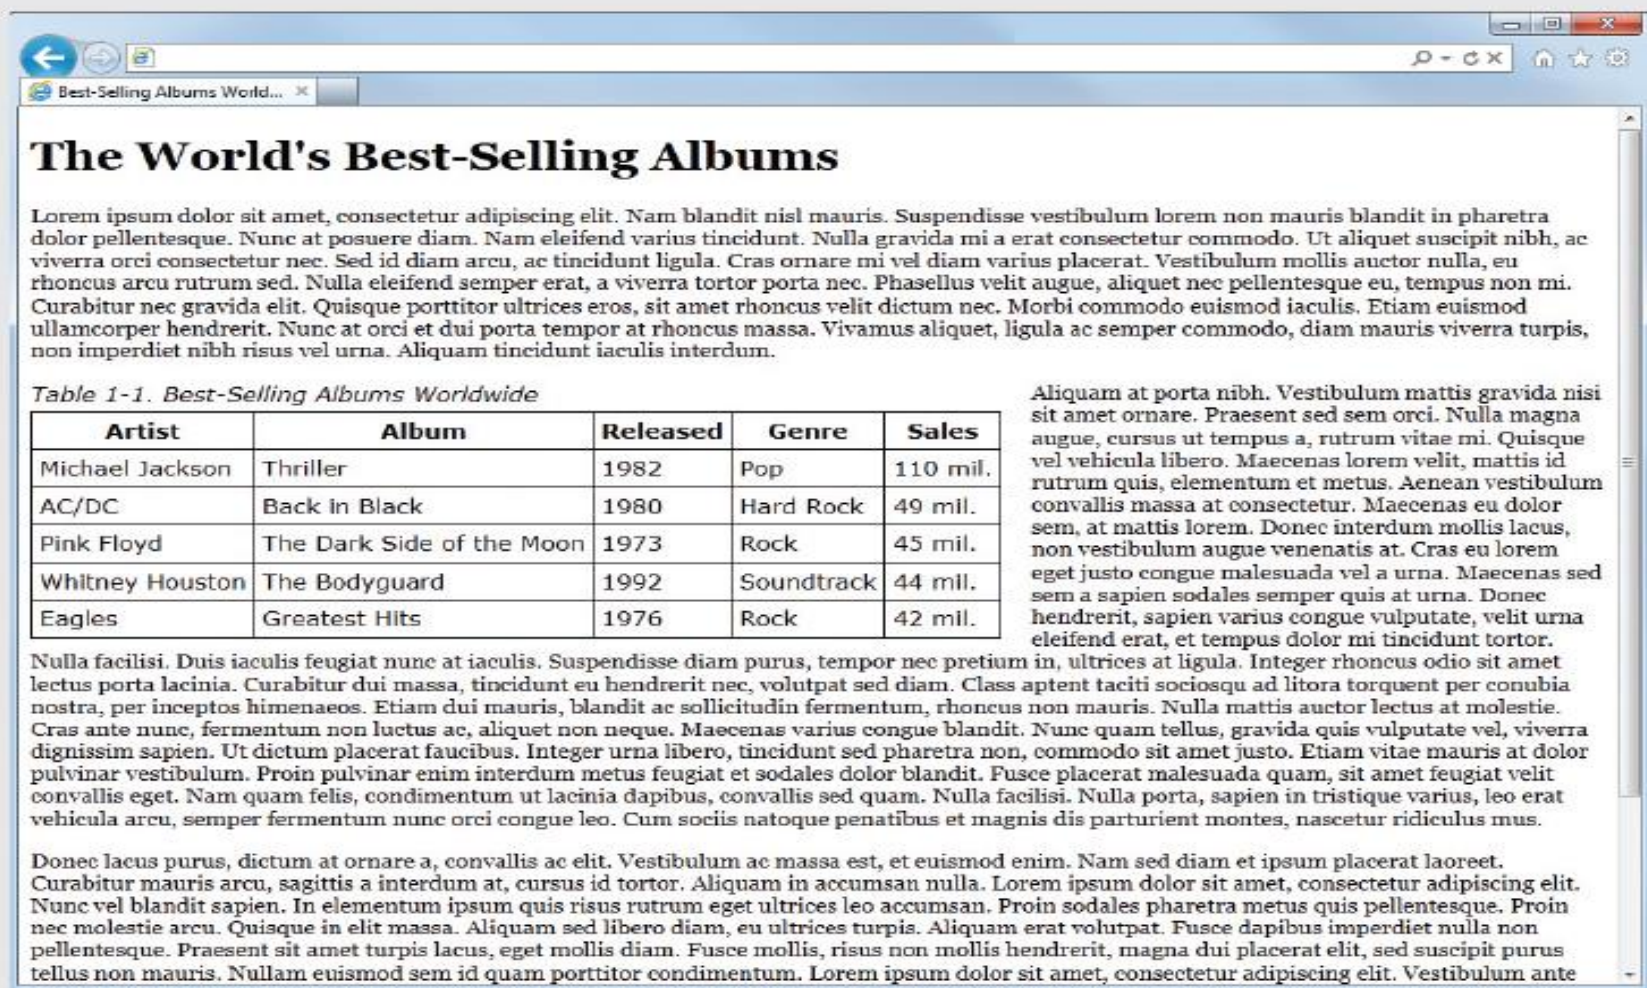 Best-Selling Albums World...
The World's Best-Selling Albums
Lorem ipsum dolor sit amet, consectetur adipiscing elit. Nam blandit nisl mauris. Suspendisse vestibulum lorem non mauris blandit in pharetra
dolor pellentesque. Nunc at posuere diam. Nam eleifend varius tincidunt. Nulla gravida mi a erat consectetur commodo. Ut aliquet suscipit nibh, ac
viverra orci consectetur nec. Sed id diam arcu, ac tincidunt ligula. Cras ornare mi vel diam varius placerat. Vestibulum mollis auctor nulla, eu
rhoncus arcu rutrum sed. Nulla eleifend semper erat, a viverra tortor porta nec. Phasellus velit augue, aliquet nec pellentesque eu, tempus non mi.
Curabitur nec gravida elit. Quisque porttitor ultrices eros, sit amet rhoncus velit dictum nec. Morbi commodo euismod iaculis. Etiam euismod
ullamcorper hendrerit. Nunc at orci et dui porta tempor at rhoncus massa. Vivamus aliquet, ligula ac semper commodo, diam mauris viverra turpis,
non imperdiet nibh risus vel urna. Aliquam tincidunt iaculis interdum.
Table 1-1. Best-Selling Albums Worldwide
Artist Album Released Genre Sales
Michael Jackson Thriller 1982 Pop 110 mil.
AC/DC Back in Black 1980 Hard Rock 49 mil.
Pink Floyd The Dark Side of the Moon 1973 Rock 45 mil.
Whitney Houston The Bodyguard 1992 Soundtrack 44 mil.
Eagles Greatest Hits 1976 Rock 42 mil.
Aliquam at porta nibh. Vestibulum mattis gravida nisi
sit amet ornare. Praesent sed sem orci. Nulla magna
augue, cursus ut tempus a, rutrum vitae mi. Quisque
vel vehicula libero. Maecenas lorem velit, mattis id
rutrum quis, elementum et metus. Aenean vestibulum
convallis massa at consectetur. Maecenas eu dolor
sem, at mattis lorem. Donec interdum mollis lacus,
non vestibulum augue venenatis at. Cras eu lorem
eget justo congue malesuada vel a urna. Maecenas sed
sem a sapien sodales semper quis at urna. Donec
hendrerit, sapien varius congue vulputate, velit urna
eleifend erat, et tempus dolor mi tincidunt tortor.
Nulla facilisi. Duis iaculis feugiat nunc at iaculis. Suspendisse diam purus, tempor nec pretium in, ultrices at ligula. Integer rhoncus odio sit amet
lectus porta lacinia. Curabitur dui massa, tincidunt eu hendrerit nec, volutpat sed diam. Class aptent taciti sociosqu ad litora torquent per conubia
nostra, per inceptos himenaeos. Etiam dui mauris, blandit ac sollicitudin fermentum, rhoncus non mauris. Nulla mattis auctor lectus at molestie.
Cras ante nunc, fermentum non luctus ac, aliquet non neque. Maecenas varius congue blandit. Nunc quam tellus, gravida quis vulputate vel, viverra
dignissim sapien. Ut dictum placerat faucibus. Integer urna libero, tincidunt sed pharetra non, commodo sit amet justo. Etiam vitae mauris at dolor
pulvinar vestibulum. Proin pulvinar enim interdum metus feugiat et sodales dolor blandit. Fusce placerat malesuada quam, sit amet feugiat velit
convallis eget. Nam quam felis, condimentum ut lacinia dapibus, convallis sed quam. Nulla facilisi. Nulla porta, sapien in tristique varius, leo erat
vehicula arcu, semper fermentum nunc orci congue leo. Cum sociis natoque penatibus et magnis dis parturient montes, nascetur ridiculus mus.
Donec lacus purus, dictum at ornare a, convallis ac elit. Vestibulum ac massa est, et euismod enim. Nam sed diam et ipsum placerat laoreet.
Curabitur mauris arcu, sagittis a interdum at, cursus id tortor. Aliquam in accumsan nulla. Lorem ipsum dolor sit amet, consectetur adipiscing elit.
Nunc vel blandit sapien. In elementum ipsum quis risus rutrum eget ultrices leo accumsan. Proin sodales pharetra metus quis pellentesque. Proin
nec molestie arcu. Quisque in elit massa. Aliquam sed libero diam, eu ultrices turpis. Aliquam erat volutpat. Fusce dapibus imperdiet nulla non
pellentesque. Praesent sit amet turpis lacus, eget mollis diam. Fusce mollis, risus non mollis hendrerit, magna dui placerat elit, sed suscipit purus
tellus non mauris. Nullam euismod sem id quam porttitor condimentum. Lorem ipsum dolor sit amet, consectetur adipiscing elit. Vestibulum ante